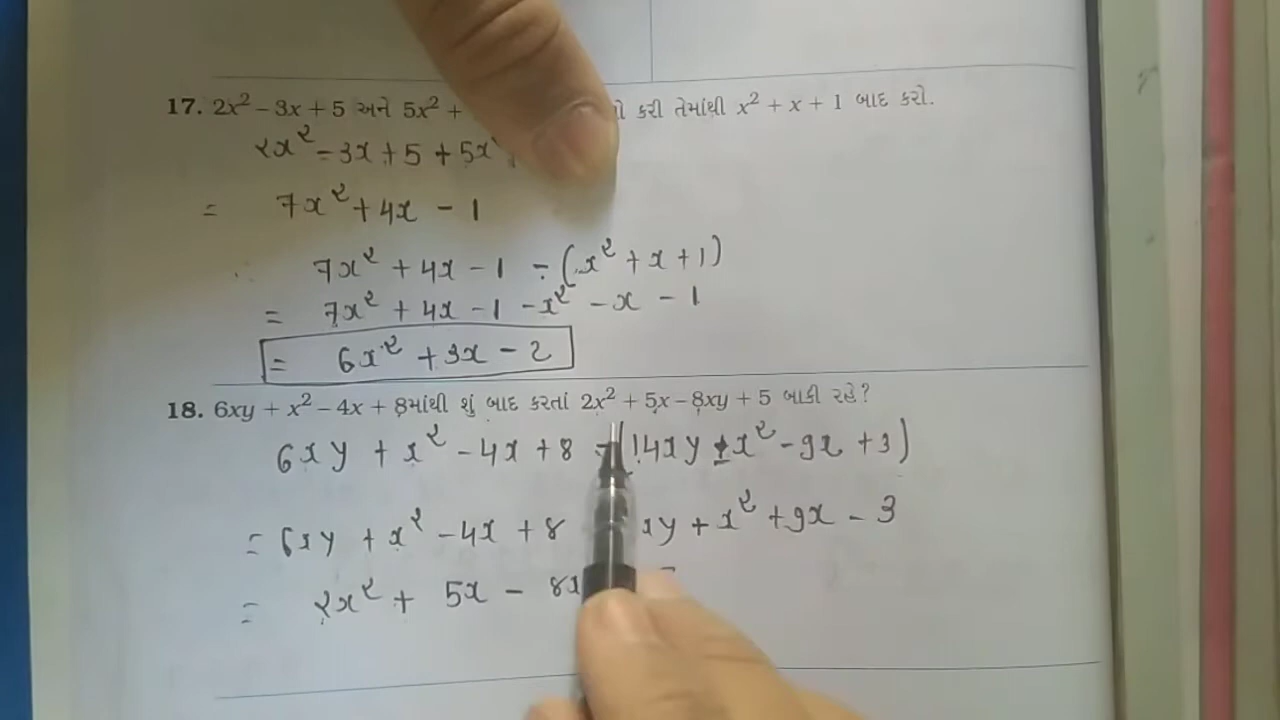 17. 2x² – 3x + 5 અને 5x² + કરી તેમાંથી x² + x + 1 બાદ કરો.
2x² – 3x + 5 + 5x
= 7x² + 4x – 1
∴ 7x² + 4x – 1 – (x² + x + 1)
= 7x² + 4x – 1 – x² – x – 1
= 6x² + 3x – 2
18. 6xy + x² – 4x + 8માંથી શું બાદ કરતાં 2x² + 5x – 8xy + 5 બાકી રહે?
6xy + x² – 4x + 8 – (14xy – x² – 9x + 3)
= 6xy + x² – 4x + 8 xy + x² + 9x – 3
= 2x² + 5x – 8x